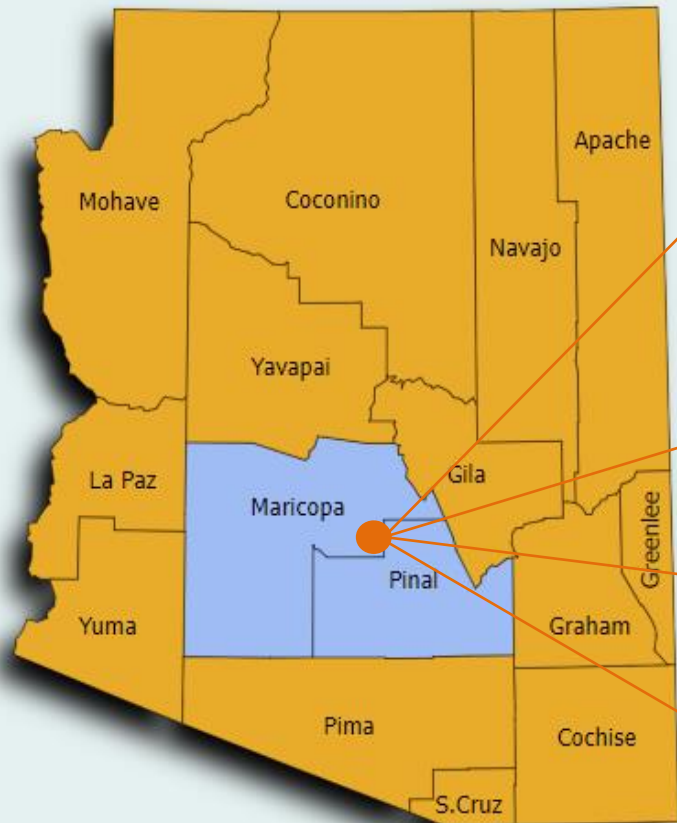 Apache
Mohave
Coconino
Navajo
Yavapai
La Paz
Gila
Maricopa
Greenlee
Pinal
Yuma
Graham
Pima
Cochise
S.Cruz